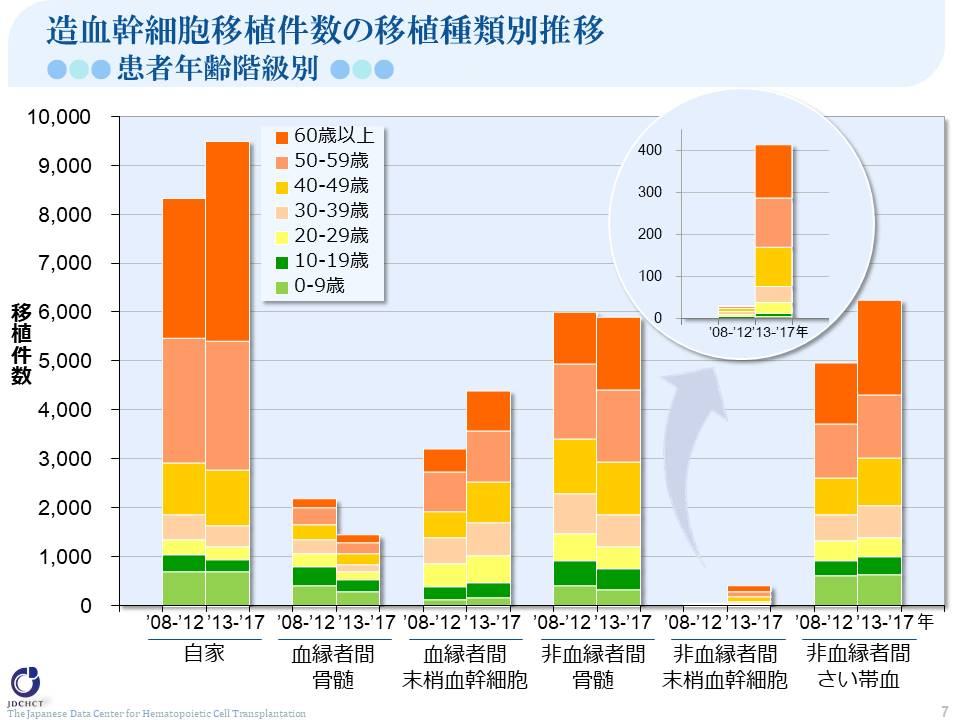 造血幹細胞移植件数の移植種類別推移
患者年齢階級別
移植件数
10,000
9,000
8,000
7,000
6,000
5,000
4,000
3,000
2,000
1,000
0
60歳以上
50-59歳
40-49歳
30-39歳
20-29歳
10-19歳
0-9歳
400
300
200
100
0
’08-’12 ’13-’17年
’08-’12 ’13-’17 ’08-’12 ’13-’17 ’08-’12 ’13-’17 ’08-’12 ’13-’17 ’08-’12 ’13-’17 ’08-’12 ’13-’17 年
自家
血縁者間
骨髄
血縁者間
末梢血幹細胞
非血縁者間
骨髄
非血縁者間
末梢血幹細胞
非血縁者間
さい帯血
JDCHCT
The Japanese Data Center for Hematopoietic Cell Transplantation
7